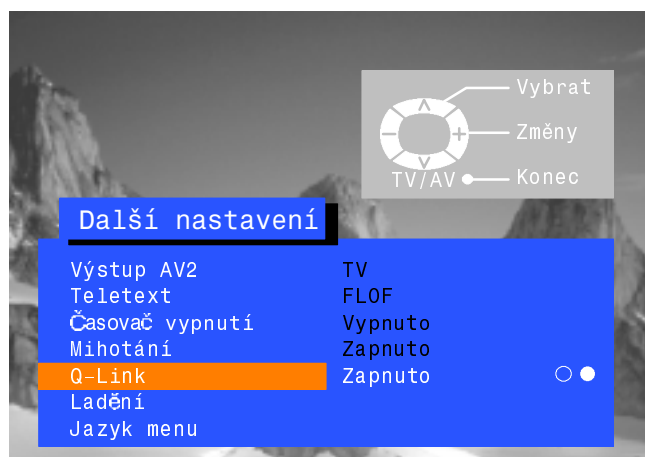 Vybrat
Změny
TV/AV Konec
Další nastavení
Výstup AV2 TV
Teletext FLOF
Časovač vypnutí Vypnuto
Mihotání Zapnuto
Q-Link Zapnuto
Ladění
Jazyk menu